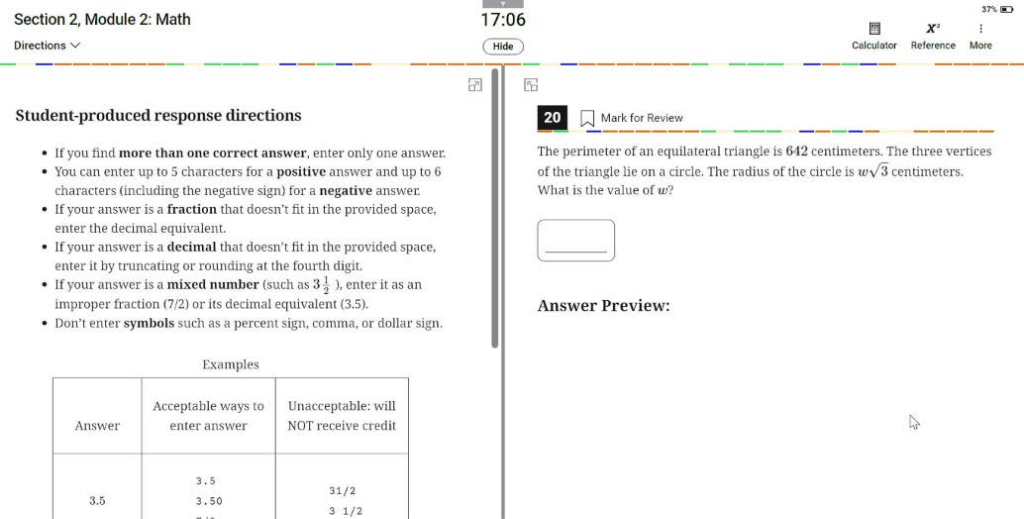 Section 2, Module 2: Math
17:06
37%
Directions
Hide
Calculator
X²
Reference
More
Student-produced response directions
• If you find more than one correct answer, enter only one answer.
• You can enter up to 5 characters for a positive answer and up to 6
characters (including the negative sign) for a negative answer.
• If your answer is a fraction that doesn't fit in the provided space,
enter the decimal equivalent.
• If your answer is a decimal that doesn't fit in the provided space,
enter it by truncating or rounding at the fourth digit.
• If your answer is a mixed number (such as 3 1/2 ), enter it as an
improper fraction (7/2) or its decimal equivalent (3.5).
• Don't enter symbols such as a percent sign, comma, or dollar sign.
Examples
Answer
Acceptable ways to
enter answer
Unacceptable: will
NOT receive credit
3.5
3.5
3.50
31/2
3 1/2
20
Mark for Review
The perimeter of an equilateral triangle is 642 centimeters. The three vertices
of the triangle lie on a circle. The radius of the circle is w√3 centimeters.
What is the value of w?
Answer Preview: